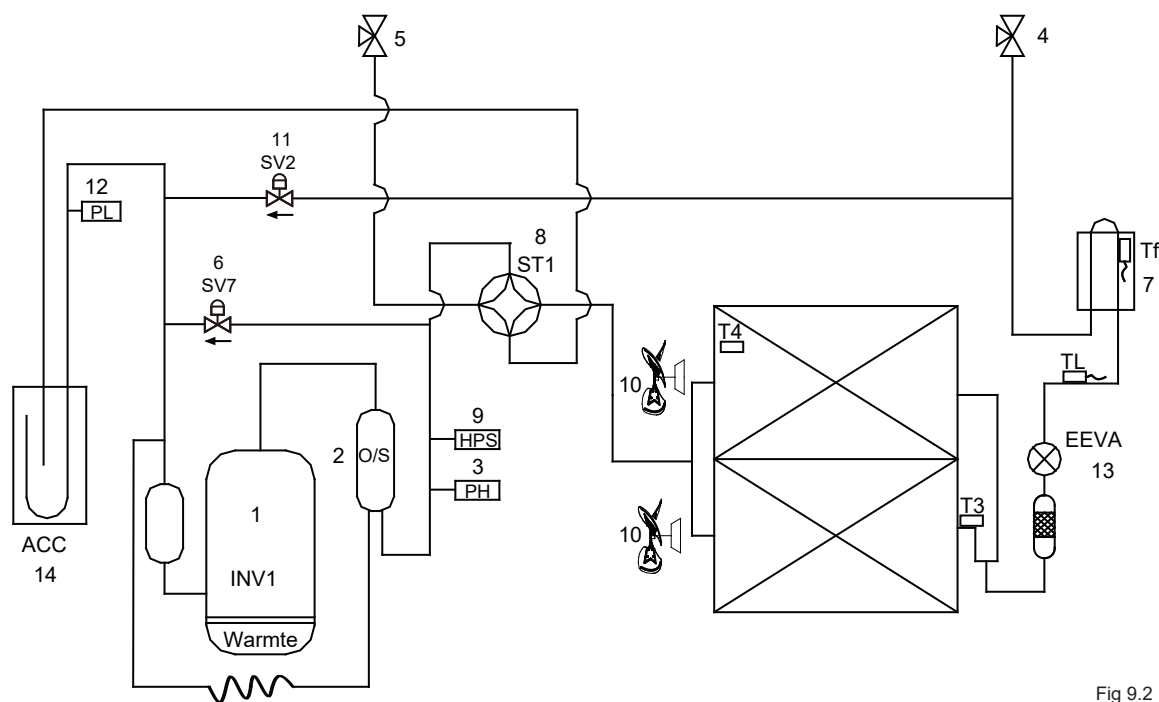 5
4
11
SV2
12
PL
6
SV7
8
ST1
Tf
7
T4
TL
10
9
HPS
2
O/S
EEVA
13
3
PH
1
T3
10
ACC
14
INV1
Warmte
Fig 9.2